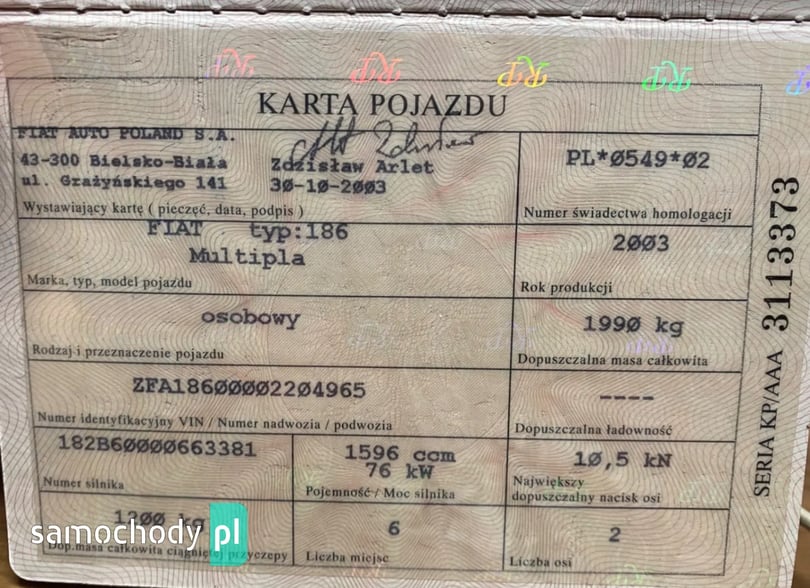 KARTA POJAZDU
FIAT AUTO POLAND S.A.
43-300 Bielsko-Biała
Zdzisław Arlet
ul. Grażyńskiego 141
30-10-2003
Wystawiający kartę ( pieczęć, data, podpis )
PL*0549*02
Numer świadectwa homologacji
FIAT typ:186
Multipla
Marka, typ, model pojazdu
2003
Rok produkcji
osobowy
Rodzaj i przeznaczenie pojazdu
1990 kg
Dopuszczalna masa całkowita
ZFA18600002204965
Numer identyfikacyjny VIN / Numer nadwozia / podwozia
----
Dopuszczalna ładowność
182B60000663381
Numer silnika
1596 ccm
76 kW
Pojemność / Moc silnika
10,5 kN
Największy
dopuszczalny nacisk osi
1300 kg
Dop.masa całkowita ciągniętej przyczepy
6
Liczba miejsc
2
Liczba osi
SERIA KP/AAA 3113373
samochody pl